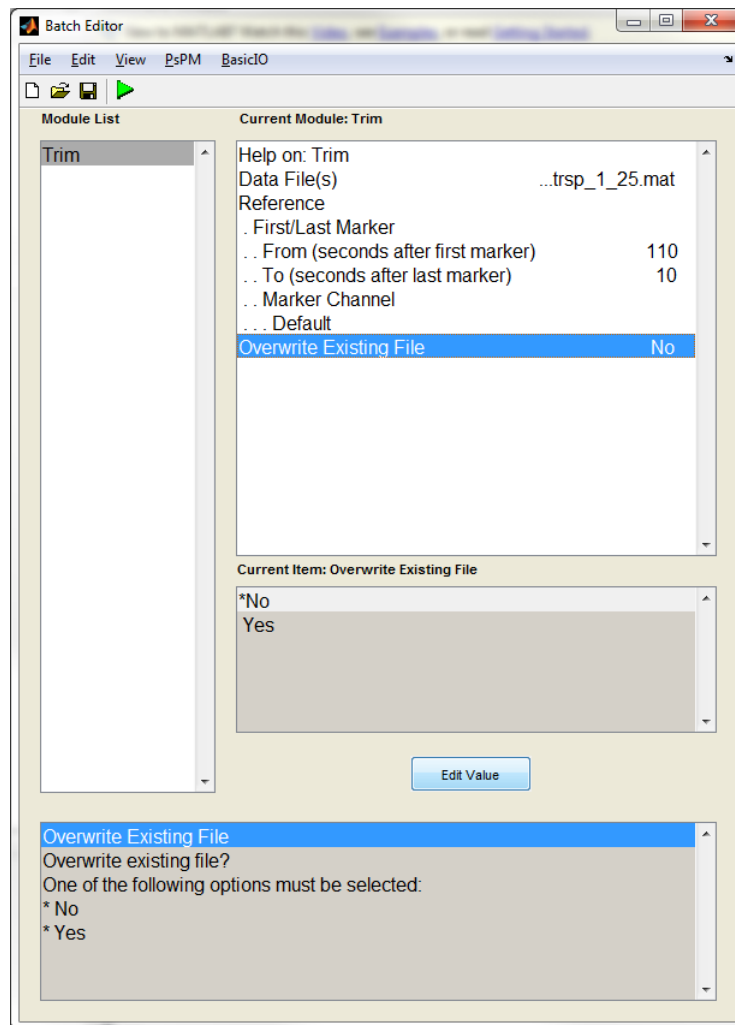 Batch Editor
File Edit View PsPM BasicIO
Module List
Current Module: Trim
Trim
Help on: Trim
Data File(s) ...trsp_1_25.mat
Reference
. First/Last Marker
. . From (seconds after first marker) 110
. . To (seconds after last marker) 10
. . Marker Channel
. . . Default
Overwrite Existing File No
Current Item: Overwrite Existing File
*No
Yes
Edit Value
Overwrite Existing File
Overwrite existing file?
One of the following options must be selected:
* No
* Yes